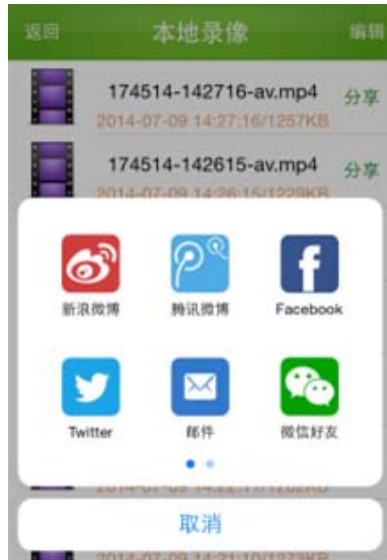 返回 本地录像 编辑
174514-142716-av.mp4 分享
2014-07-09 14:27:16/1257KB
174514-142615-av.mp4 分享
2014-07-09 14:26:15/1229KB
新浪微博 腾讯微博 Facebook
Twitter 邮件 微信好友
取消